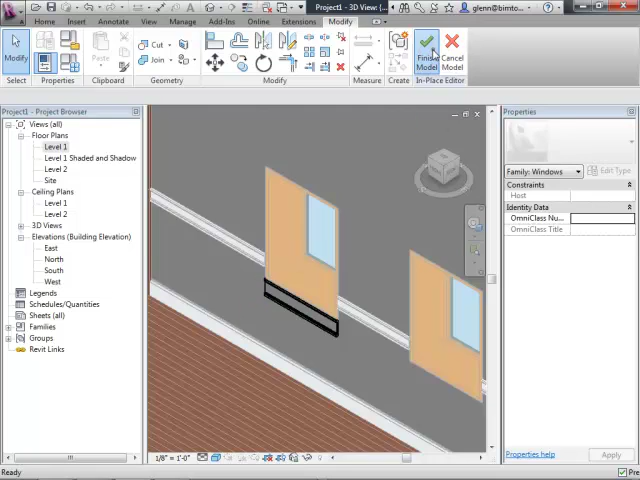 Project1 - 3D View: [...
glenn@bimto...
Home
Insert
Annotate
View
Manage
Add-Ins
Online
Extensions
Modify
Modify
Cut
Join
Finish Model
Cancel Model
Select
Properties
Geometry
Modify
Measure
Create
In-Place Editor
Project1 - Project Browser
Views (all)
Floor Plans
Level 1
Level 1 Shaded and Shadow
Level 2
Site
Ceiling Plans
Level 1
Level 2
3D Views
Elevations (Building Elevation)
East
North
South
West
Legends
Schedules/Quantities
Sheets (all)
Families
Groups
Revit Links
Properties
Family: Windows
Edit Type
Constraints
Host
Identity Data
OmniClass Nu...
OmniClass Title
Properties help
Apply
1/8" = 1'-0"
Ready
Pre